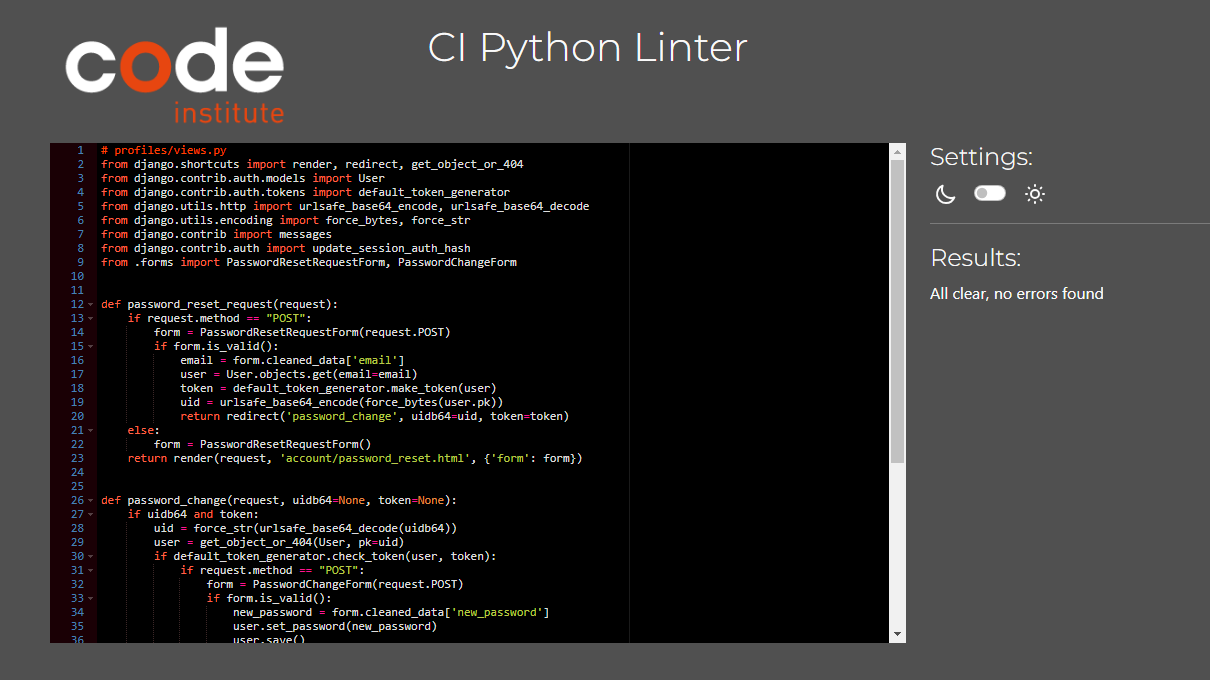 code
institute
CI Python Linter
1 # profiles/views.py
2 from django.shortcuts import render, redirect, get_object_or_404
3 from django.contrib.auth.models import User
4 from django.contrib.auth.tokens import default_token_generator
5 from django.utils.http import urlsafe_base64_encode, urlsafe_base64_decode
6 from django.utils.encoding import force_bytes, force_str
7 from django.contrib import messages
8 from django.contrib.auth import update_session_auth_hash
9 from .forms import PasswordResetRequestForm, PasswordChangeForm
10
11
12 def password_reset_request(request):
13     if request.method == "POST":
14         form = PasswordResetRequestForm(request.POST)
15         if form.is_valid():
16             email = form.cleaned_data['email']
17             user = User.objects.get(email=email)
18             token = default_token_generator.make_token(user)
19             uid = urlsafe_base64_encode(force_bytes(user.pk))
20             return redirect('password_change', uidb64=uid, token=token)
21     else:
22         form = PasswordResetRequestForm()
23     return render(request, 'account/password_reset.html', {'form': form})
24
25
26 def password_change(request, uidb64=None, token=None):
27     if uidb64 and token:
28         uid = force_str(urlsafe_base64_decode(uidb64))
29         user = get_object_or_404(User, pk=uid)
30         if default_token_generator.check_token(user, token):
31             if request.method == "POST":
32                 form = PasswordChangeForm(request.POST)
33                 if form.is_valid():
34                     new_password = form.cleaned_data['new_password']
35                     user.set_password(new_password)
36                     user.save()
Settings:
Results:
All clear, no errors found